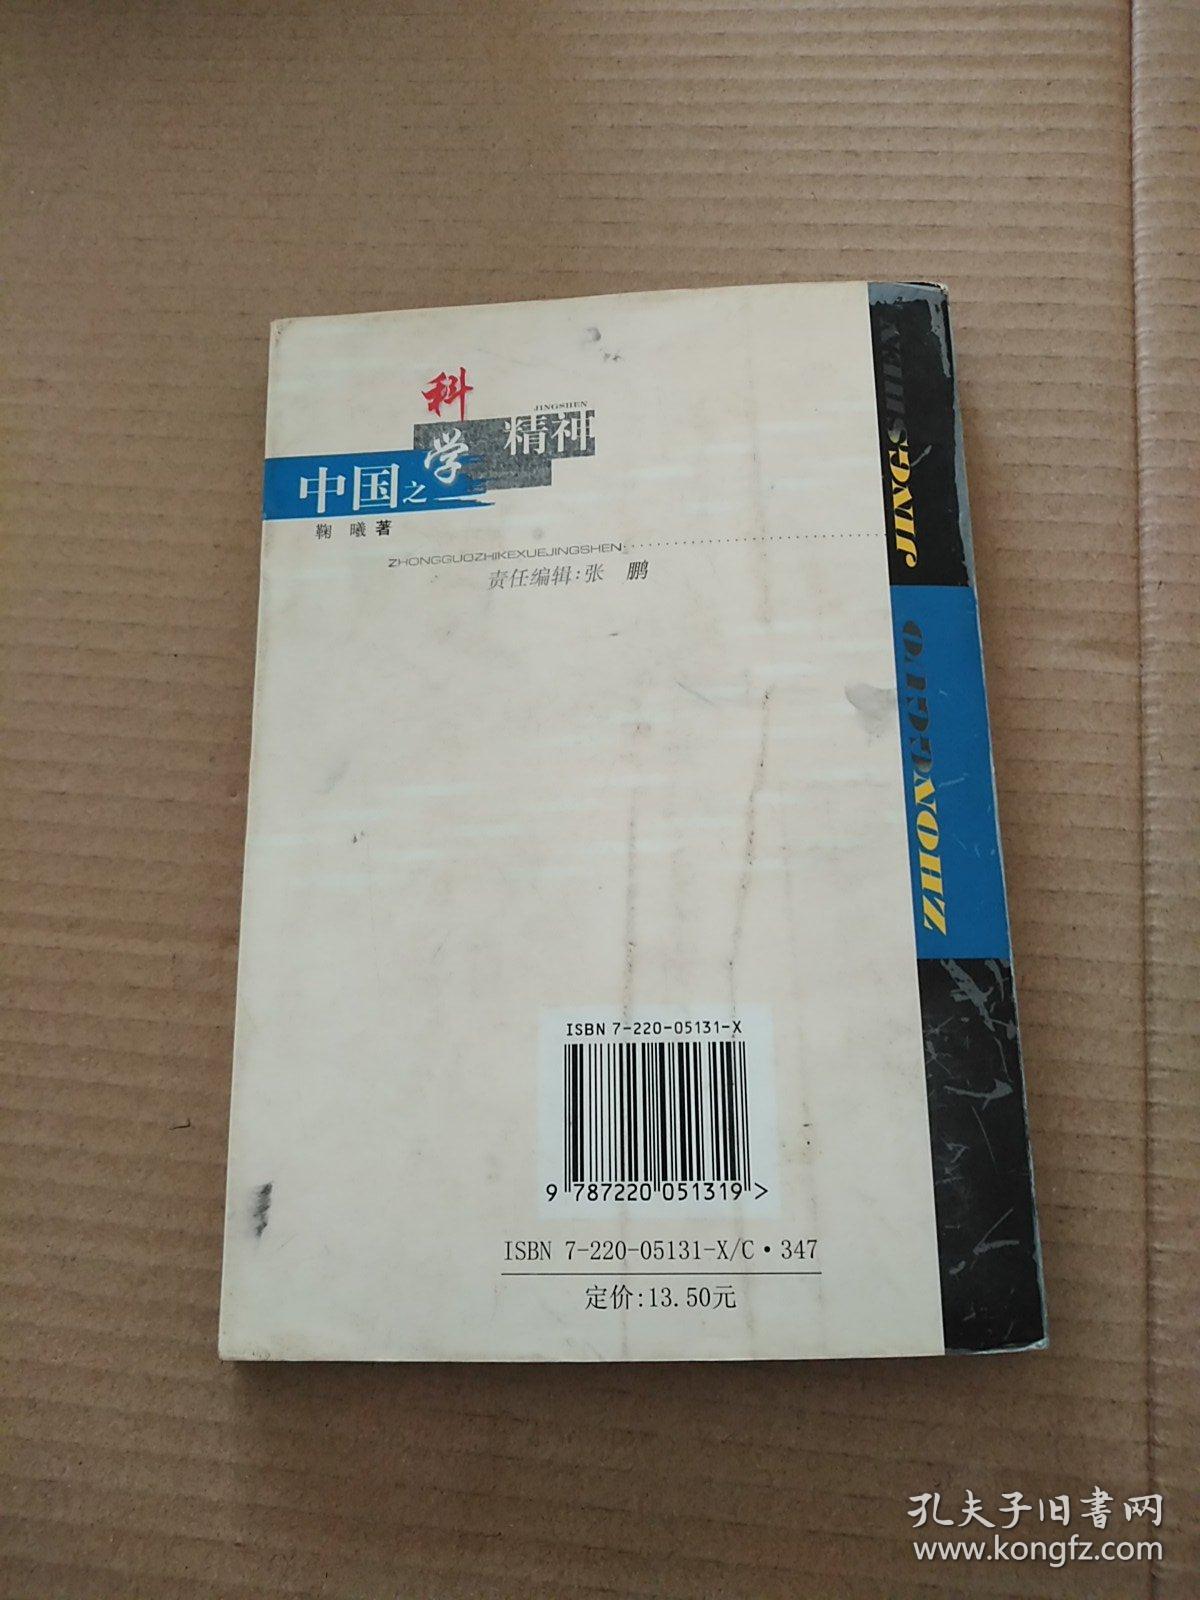 科
JINGSHEN
学 精神
中国之
鞠 曦 著
ZHONGGUOZHIKEXUEJINGSHEN
责任编辑:张 鹏
JINGSHEN
ZHONGG
ISBN 7-220-05131-X
9 787220 051319 >
ISBN 7-220-05131-X/C·347
定价:13.50元
孔夫子旧书网
www.kongfz.com